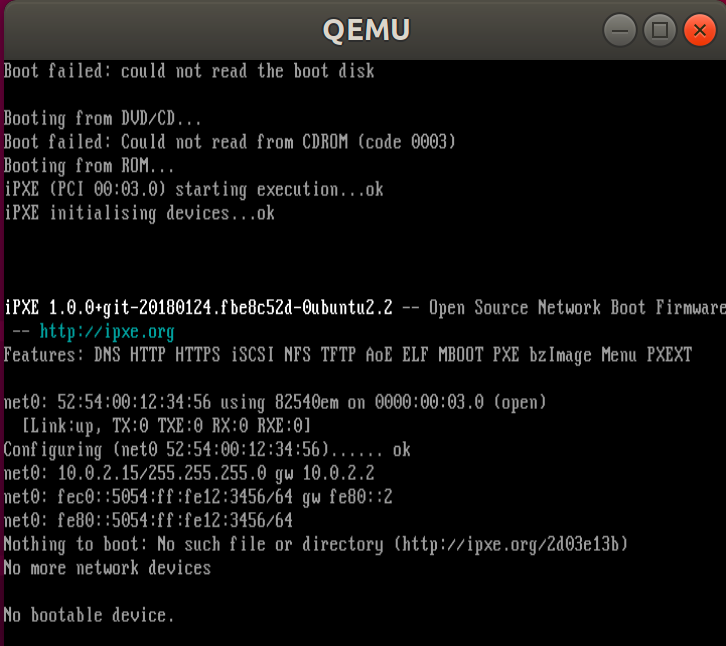 QEMU
Boot failed: could not read the boot disk
Booting from DVD/CD...
Boot failed: Could not read from CDROM (code 0003)
Booting from ROM...
iPXE (PCI 00:03.0) starting execution...ok
iPXE initialising devices...ok
iPXE 1.0.0+git-20180124.fbe8c52d-0ubuntu2.2 -- Open Source Network Boot Firmware
-- http://ipxe.org
Features: DNS HTTP HTTPS iSCSI NFS TFTP AoE ELF MBOOT PXE bzImage Menu PXEXT
net0: 52:54:00:12:34:56 using 82540em on 0000:00:03.0 (open)
[Link:up, TX:0 TXE:0 RX:0 RXE:0]
Configuring (net0 52:54:00:12:34:56)...... ok
net0: 10.0.2.15/255.255.255.0 gw 10.0.2.2
net0: fec0::5054:ff:fe12:3456/64 gw fe80::2
net0: fe80::5054:ff:fe12:3456/64
Nothing to boot: No such file or directory (http://ipxe.org/2d03e13b)
No more network devices
No bootable device.